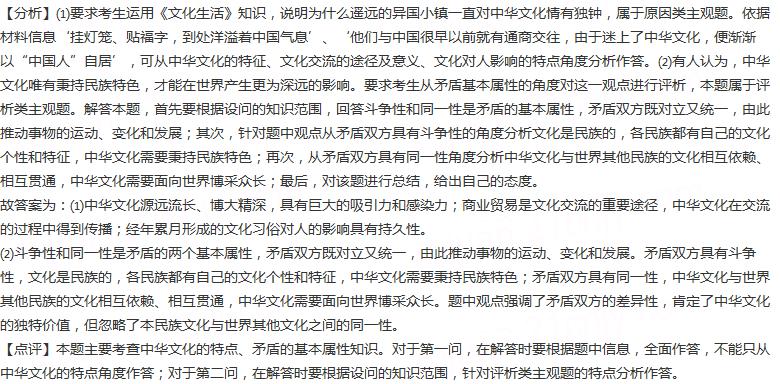 【分析】(1)要求考生运用《文化生活》知识，说明为什么遥远的异国小镇一直对中华文化情有独钟，属于原因类主观题。依据
材料信息‘挂灯笼、贴福字，到处洋溢着中国气息’、‘他们与中国很早以前就有通商交往，由于迷上了中华文化，便渐渐
以“中国人”自居’，可从中华文化的特征、文化交流的途径及意义、文化对人影响的特点角度分析作答。(2)有人认为，中华
文化唯有秉持民族特色，才能在世界产生更为深远的影响。要求考生从矛盾基本属性的角度对这一观点进行评析，本题属于评
析类主观题。解答本题，首先要根据设问的知识范围，回答斗争性和同一性是矛盾的基本属性，矛盾双方既对立又统一，由此
推动事物的运动、变化和发展；其次，针对题中观点从矛盾双方具有斗争性的角度分析文化是民族的，各民族都有自己的文化
个性和特征，中华文化需要秉持民族特色；再次，从矛盾双方具有同一性角度分析中华文化与世界其他民族的文化相互依赖、
相互贯通，中华文化需要面向世界博采众长；最后，对该题进行总结，给出自己的态度。
故答案为：(1)中华文化源远流长、博大精深，具有巨大的吸引力和感染力；商业贸易是文化交流的重要途径，中华文化在交流
的过程中得到传播；经年累月形成的文化习俗对人的影响具有持久性。
(2)斗争性和同一性是矛盾的两个基本属性，矛盾双方既对立又统一，由此推动事物的运动、变化和发展。矛盾双方具有斗争
性，文化是民族的，各民族都有自己的文化个性和特征，中华文化需要秉持民族特色；矛盾双方具有同一性，中华文化与世界
其他民族的文化相互依赖、相互贯通，中华文化需要面向世界博采众长。题中观点强调了矛盾双方的差异性，肯定了中华文化
的独特价值，但忽略了本民族文化与世界其他文化之间的同一性。
【点评】本题主要考查中华文化的特点、矛盾的基本属性知识。对于第一问，在解答时要根据题中信息，全面作答，不能只从
中华文化的特点角度作答；对于第二问，在解答时要根据设问的知识范围，针对评析类主观题的特点分析作答。